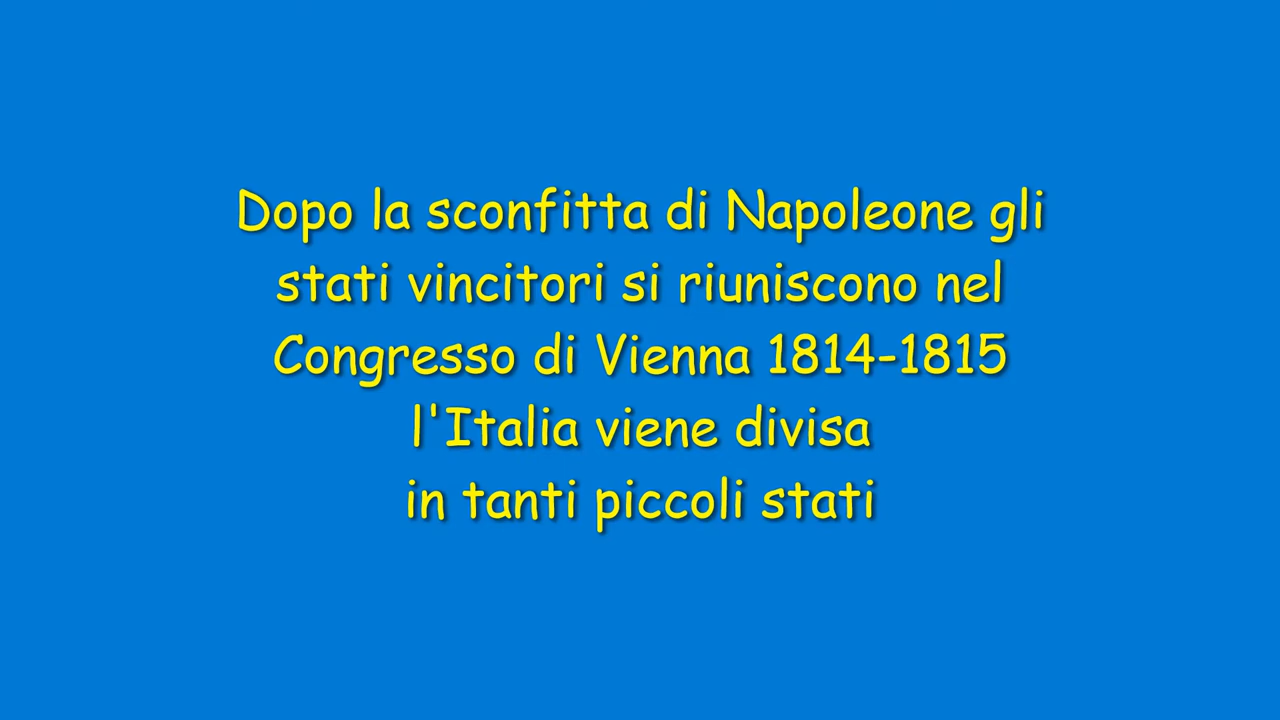 Dopo la sconfitta di Napoleone gli
stati vincitori si riuniscono nel
Congresso di Vienna 1814-1815
l'Italia viene divisa
in tanti piccoli stati